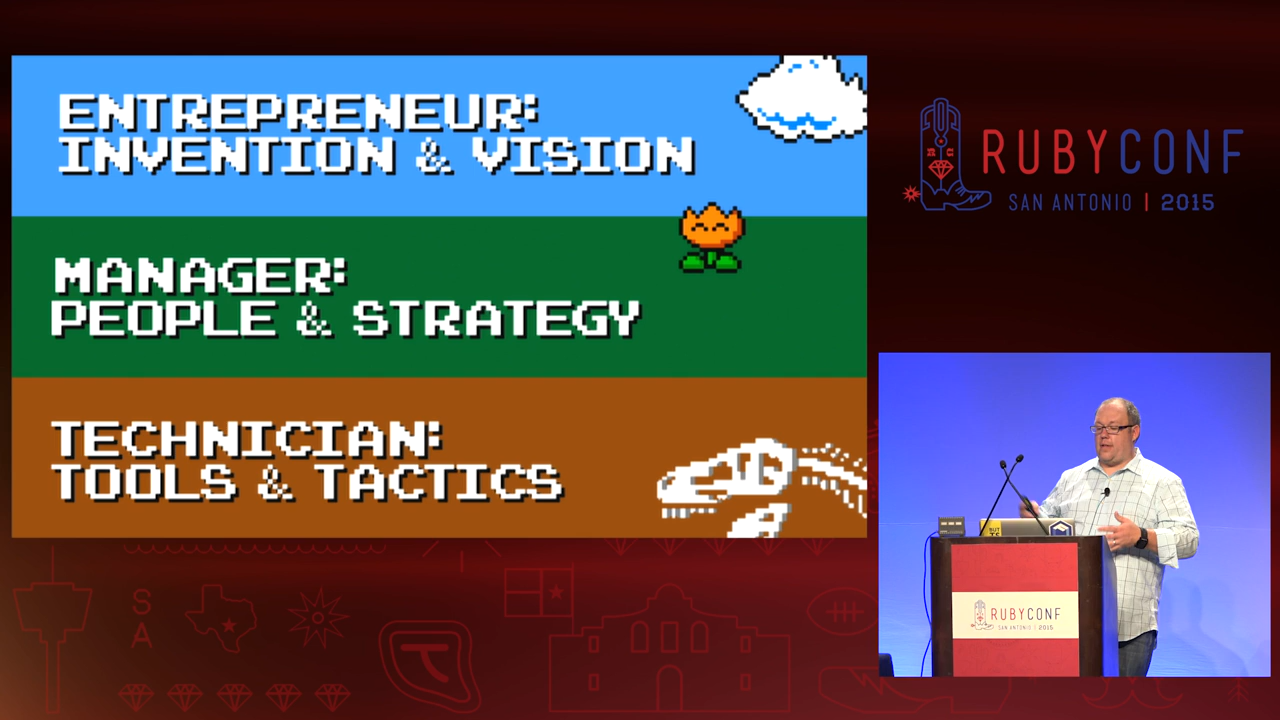 ENTREPRENEUR:
INVENTION & VISION
MANAGER:
PEOPLE & STRATEGY
TECHNICIAN:
TOOLS & TACTICS
RUBYCONF
SAN ANTONIO | 2015
S
A
RUBYCONF
SAN ANTONIO | 2015